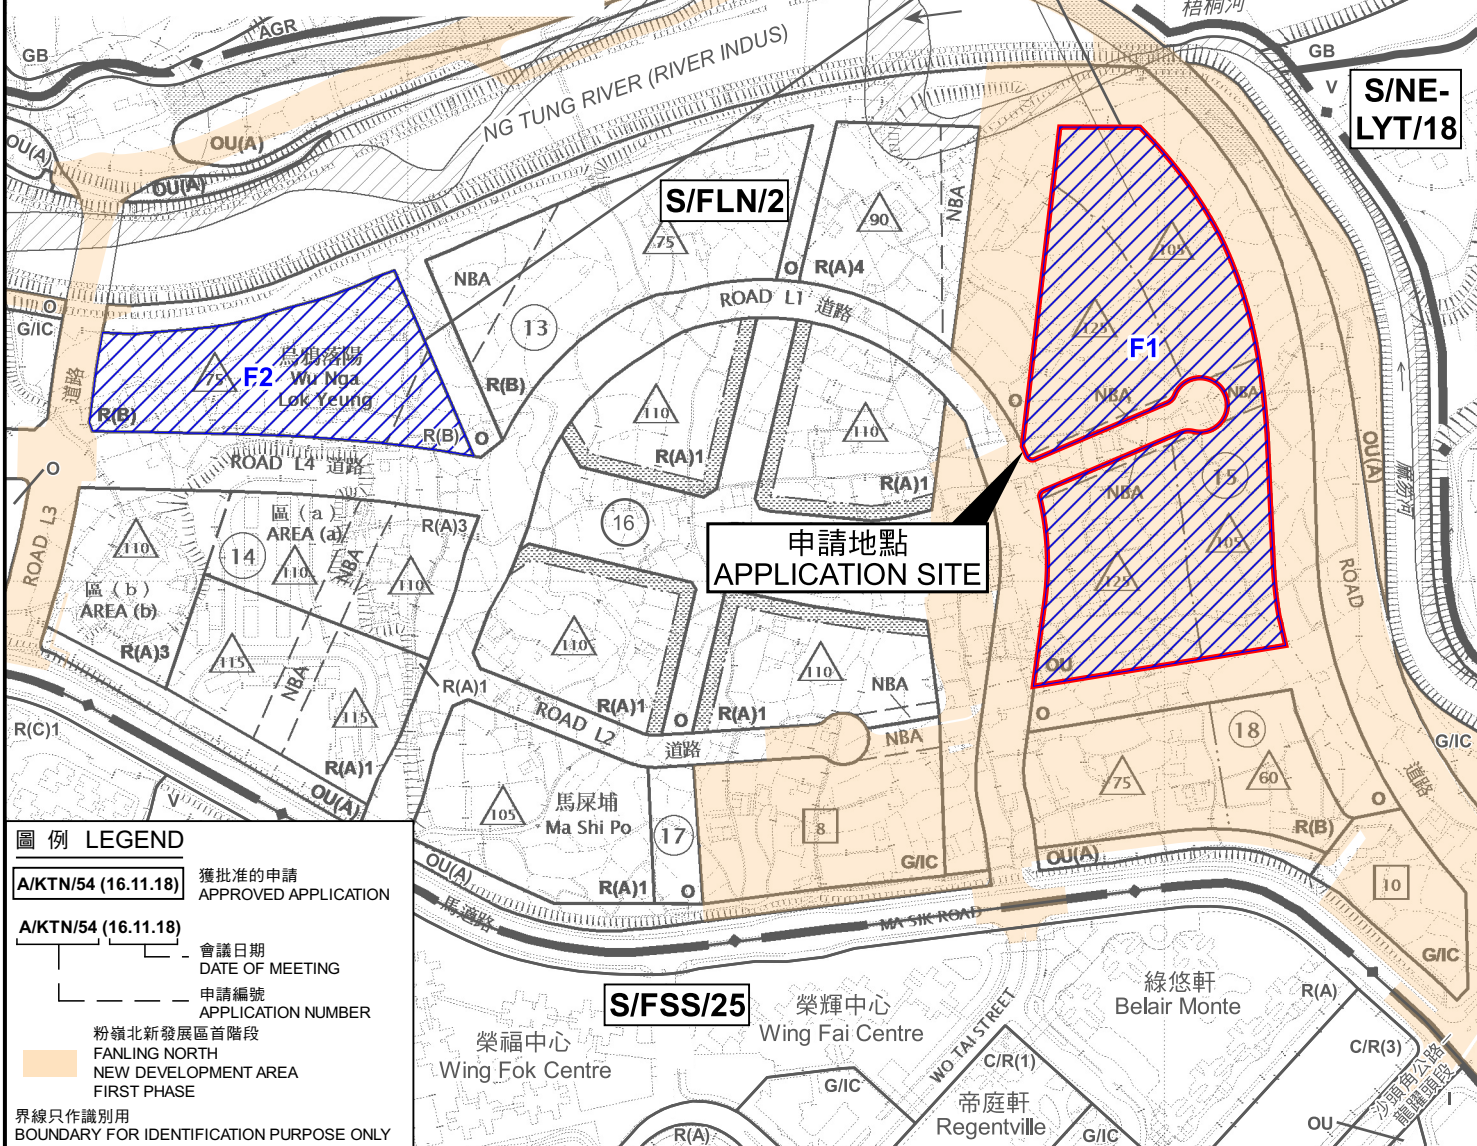 梧桐河
GB
AGR
GB
V
S/NE-
LYT/18
OU(A)
OU(A)
OU(A)
NG TUNG RIVER (RIVER INDUS)
S/FLN/2
75
90
NBA
105
O
R(A)4
NBA
ROAD L1 道路
O
G/IC
13
125
F1
烏鴉落陽
Wu Nga
Lok Yeung
75
F2
道路
R(B)
R(B)
R(B)
O
NBA
NBA
O
110
110
R(A)1
R(A)1
OU(A)
麻笏河
ROAD L4 道路
O
ROAD L3
區 (a)
AREA (a)
R(A)3
14
110
110
110
NBA
區 (b)
AREA (b)
R(A)3
16
申請地點
APPLICATION SITE
NBA
15
105
125
ROAD
OU
115
NBA
115
R(A)1
R(A)1
110
R(A)1
110
NBA
R(A)1
O
ROAD L2
道路
NBA
O
18
75
60
G/IC
道路
O
R(B)
R(C)1
V
OU(A)
105
馬屎埔
Ma Shi Po
17
8
G/IC
OU(A)
10
G/IC
OU(A)
R(A)1
O
馬適路
MA SIK ROAD
圖 例 LEGEND
A/KTN/54 (16.11.18)
獲批准的申請
APPROVED APPLICATION
A/KTN/54 (16.11.18)
會議日期
DATE OF MEETING
申請編號
APPLICATION NUMBER
粉嶺北新發展區首階段
FANLING NORTH
NEW DEVELOPMENT AREA
FIRST PHASE
界線只作識別用
BOUNDARY FOR IDENTIFICATION PURPOSE ONLY
S/FSS/25
榮福中心
Wing Fok Centre
榮輝中心
Wing Fai Centre
綠悠軒
Belair Monte
R(A)
WO TAI STREET
C/R(1)
C/R(3)
G/IC
帝庭軒
Regentville
R(A)
G/IC
OU
沙頭角公路
龍躍頭段